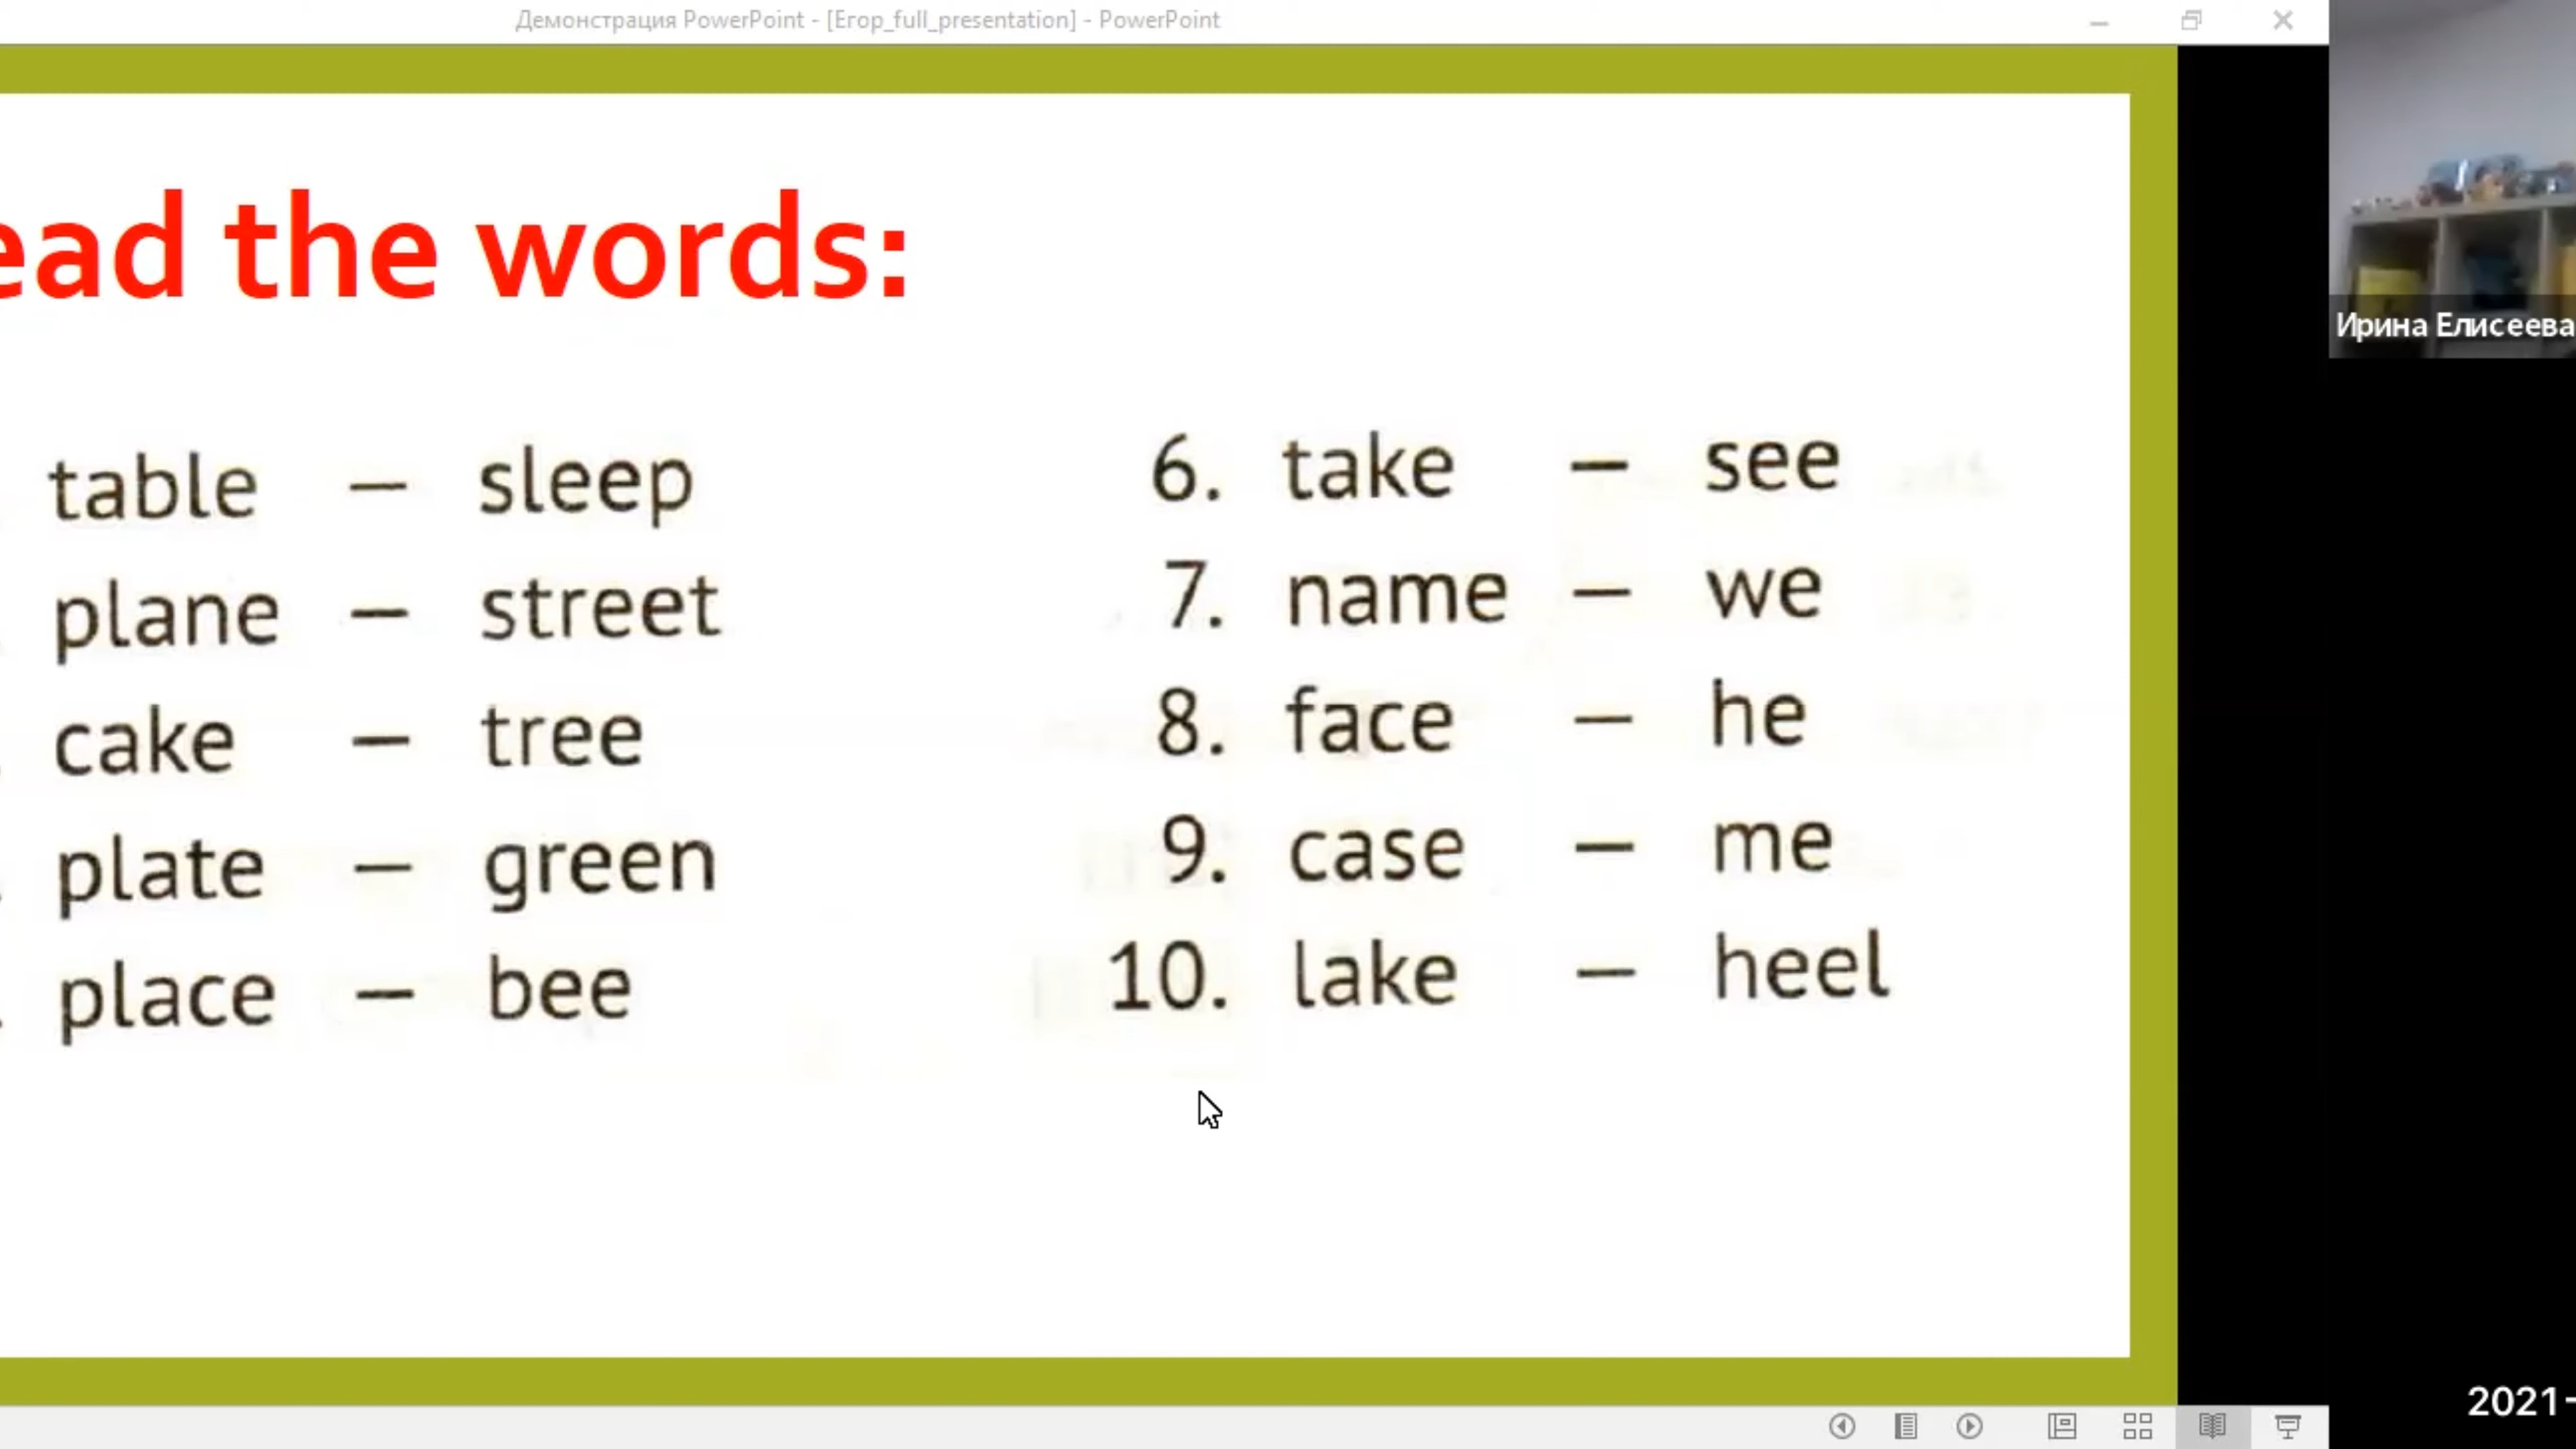 Демонстрация PowerPoint - [Егор_full_presentation] - PowerPoint
ead the words:
table – sleep
plane – street
cake – tree
plate – green
place – bee
6. take – see
7. name – we
8. face – he
9. case – me
10. lake – heel
Ирина Елисеева
2021-